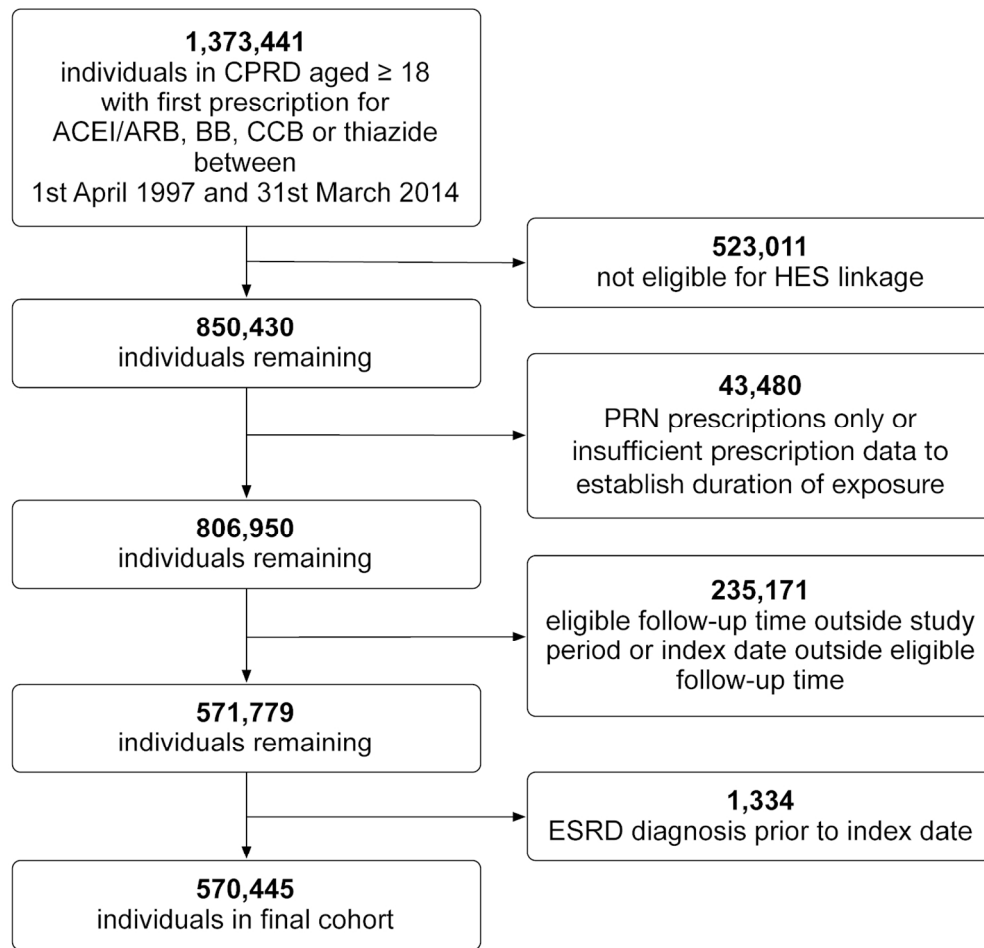 1,373,441
individuals in CPRD aged ≥ 18
with first prescription for
ACEI/ARB, BB, CCB or thiazide
between
1st April 1997 and 31st March 2014
523,011
not eligible for HES linkage
850,430
individuals remaining
43,480
PRN prescriptions only or
insufficient prescription data to
establish duration of exposure
806,950
individuals remaining
235,171
eligible follow-up time outside study
period or index date outside eligible
follow-up time
571,779
individuals remaining
1,334
ESRD diagnosis prior to index date
570,445
individuals in final cohort